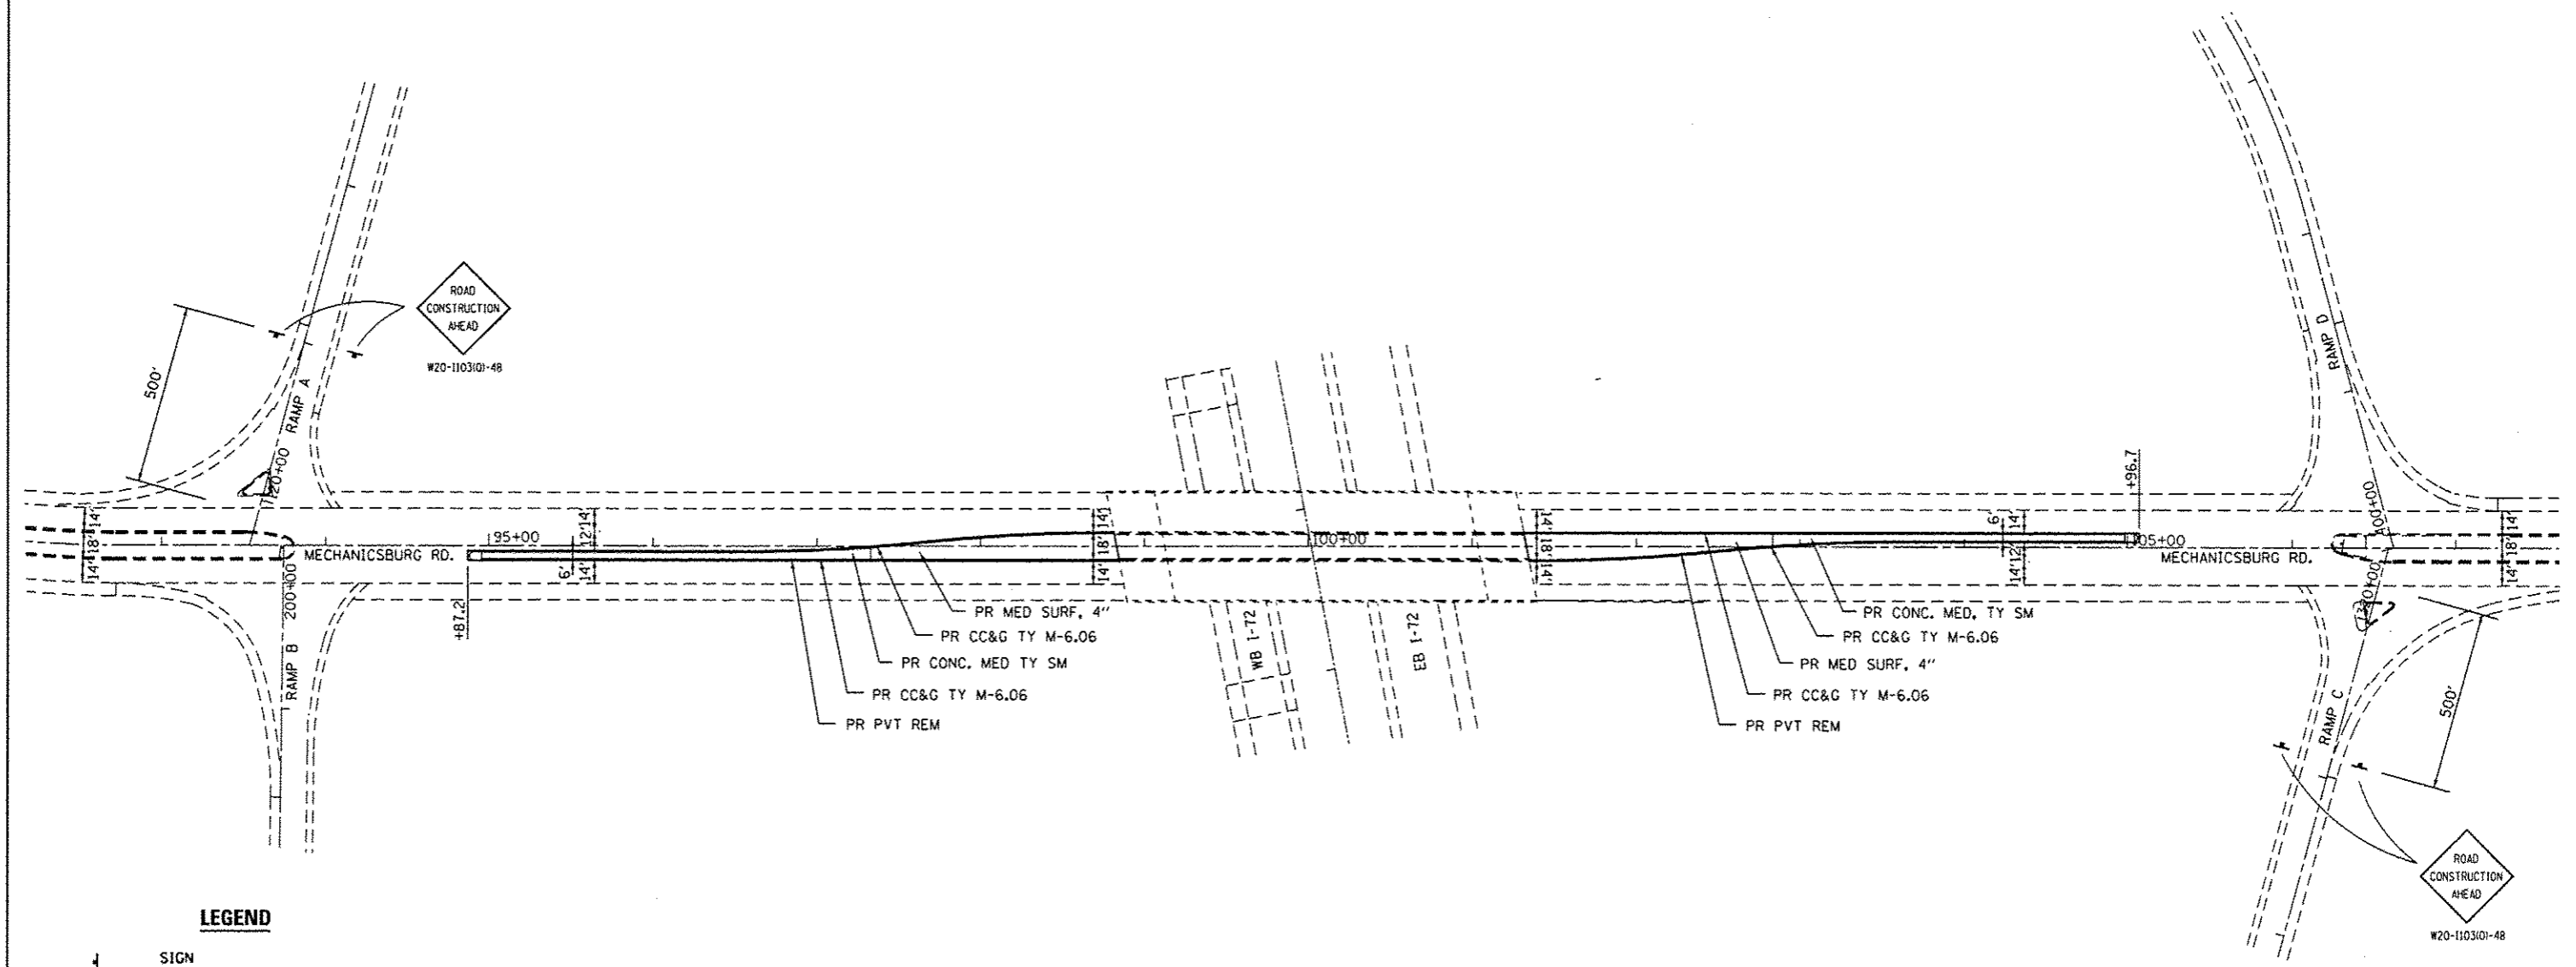 ROAD
CONSTRUCTION
AHEAD
W20-1103(0)-48
500'
RAMP A
120+00
RAMP D
+96.7
14'
18'
14'
MECHANICSBURG RD.
95+00
12'
14'
6'
14'
14'
18'
14'
100+00
14'
18'
14'
6'
14'
12'
14'
105+00
MECHANICSBURG RD.
400+00
14'
18'
14'
RAMP B 200+00
+87.2
PR MED SURF. 4"
PR CC&G TY M-6.06
PR CONC. MED TY SM
PR CC&G TY M-6.06
PR PVT REM
WB I-72
EB I-72
PR CONC. MED. TY SM
PR CC&G TY M-6.06
PR MED SURF. 4"
PR CC&G TY M-6.06
PR PVT REM
RAMP C
500'
ROAD
CONSTRUCTION
AHEAD
W20-1103(0)-48
LEGEND
SIGN